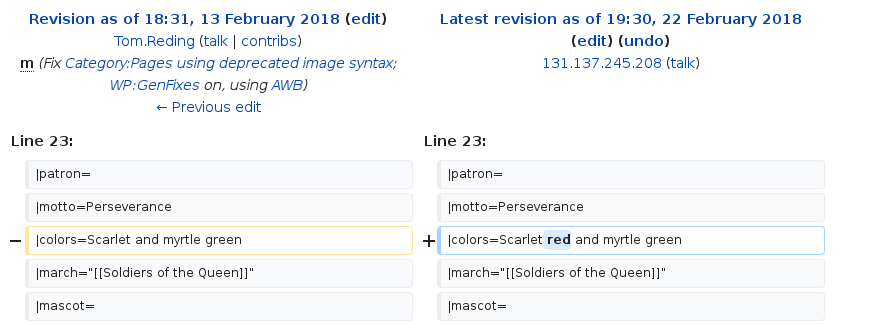 Revision as of 18:31, 13 February 2018 (edit)
Tom.Reding (talk | contribs)
m (Fix Category:Pages using deprecated image syntax;
WP:GenFixes on, using AWB)
← Previous edit
Latest revision as of 19:30, 22 February 2018
(edit) (undo)
131.137.245.208 (talk)
Line 23:
Line 23:
|patron=
|patron=
|motto=Perseverance
|motto=Perseverance
− |colors=Scarlet and myrtle green
+ |colors=Scarlet red and myrtle green
|march="[[Soldiers of the Queen]]"
|march="[[Soldiers of the Queen]]"
|mascot=
|mascot=